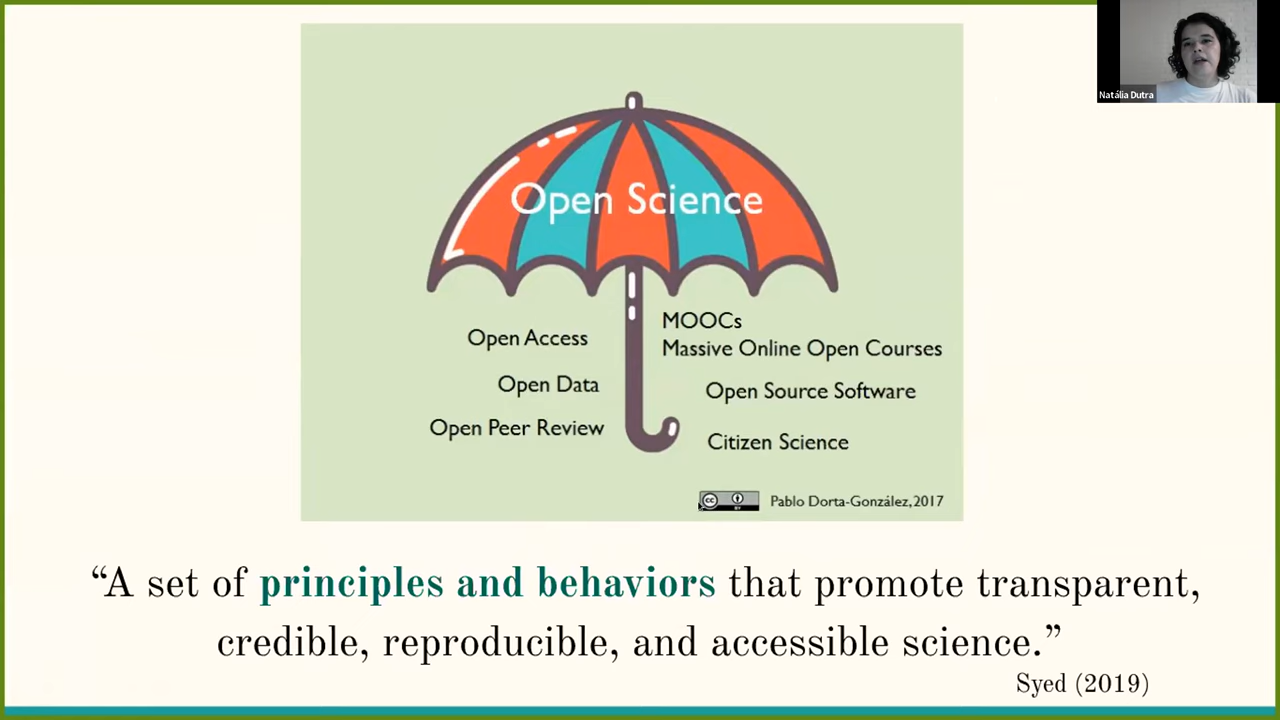 Natália Dutra
Open Science
Open Access
Open Data
Open Peer Review
MOOCs
Massive Online Open Courses
Open Source Software
Citizen Science
cc
BY
Pablo Dorta-González, 2017
“A set of principles and behaviors that promote transparent,
credible, reproducible, and accessible science.”
Syed (2019)